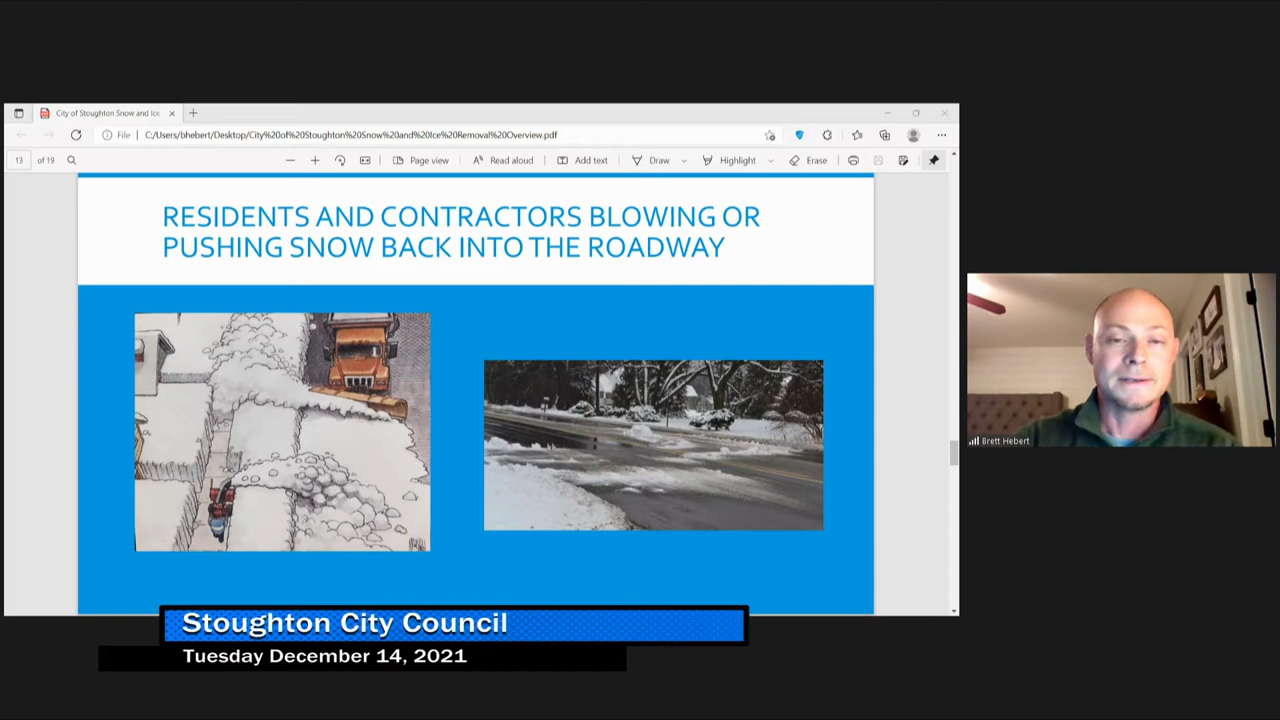 City of Stoughton Snow and Ice
File
C:/Users/bhebert/Desktop/City%20of%20Stoughton%20Snow%20and%20Ice%20Removal%20Overview.pdf
13 of 19
Page view
Read aloud
Add text
Draw
Highlight
Erase
RESIDENTS AND CONTRACTORS BLOWING OR
PUSHING SNOW BACK INTO THE ROADWAY
Brett Hebert
Stoughton City Council
Tuesday December 14, 2021